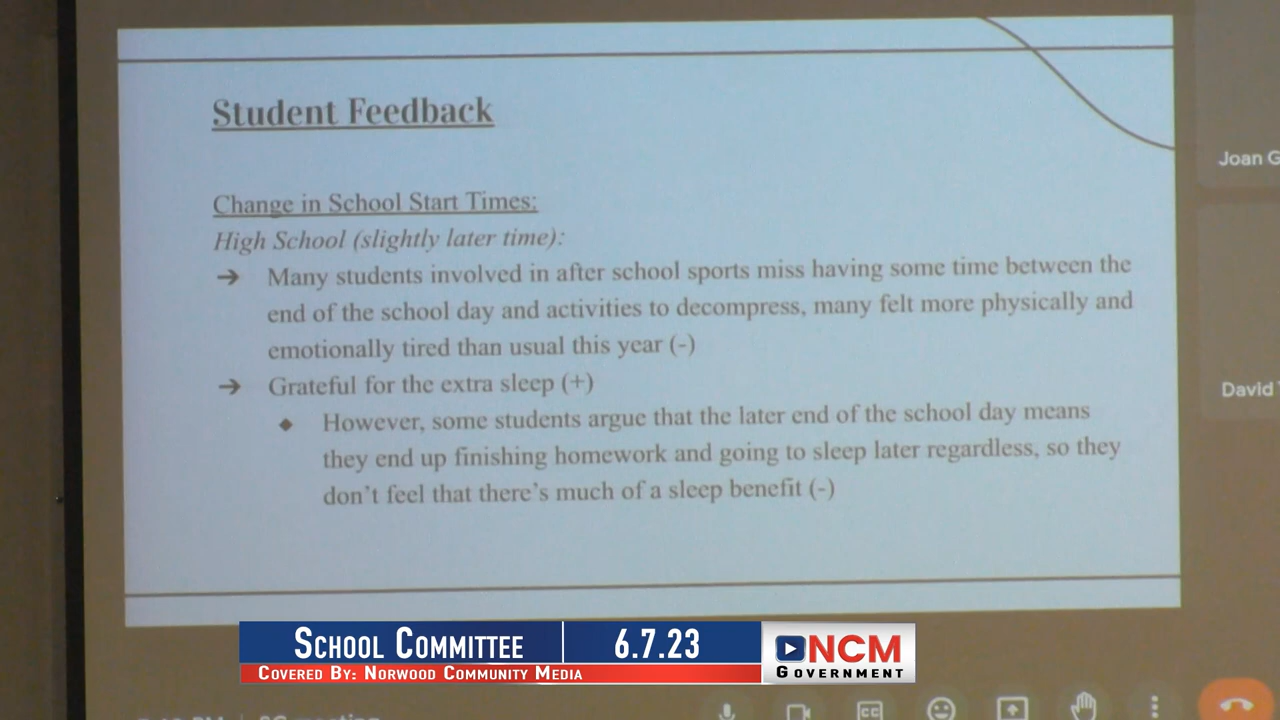 Student Feedback
Joan G
Change in School Start Times:
High School (slightly later time):
➔ Many students involved in after school sports miss having some time between the
end of the school day and activities to decompress, many felt more physically and
emotionally tired than usual this year (-)
➔ Grateful for the extra sleep (+)
David
◆ However, some students argue that the later end of the school day means
they end up finishing homework and going to sleep later regardless, so they
don't feel that there's much of a sleep benefit (-)
SCHOOL COMMITTEE 6.7.23
NCM
GOVERNMENT
COVERED BY: NORWOOD COMMUNITY MEDIA
CC